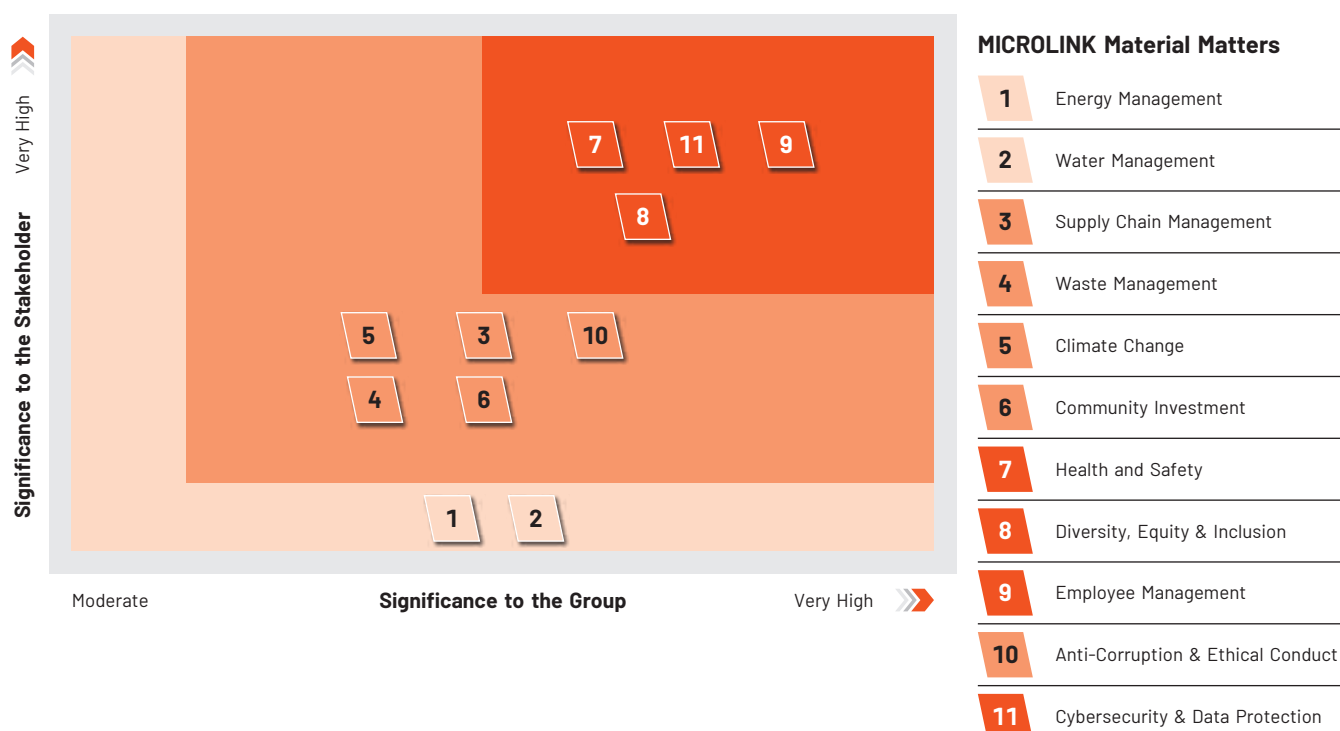 Very High
Significance to the Stakeholder
7 11 9
8
5 3 10
4 6
1 2
Moderate
Significance to the Group
Very High
MICROLINK Material Matters
1 Energy Management
2 Water Management
3 Supply Chain Management
4 Waste Management
5 Climate Change
6 Community Investment
7 Health and Safety
8 Diversity, Equity & Inclusion
9 Employee Management
10 Anti-Corruption & Ethical Conduct
11 Cybersecurity & Data Protection